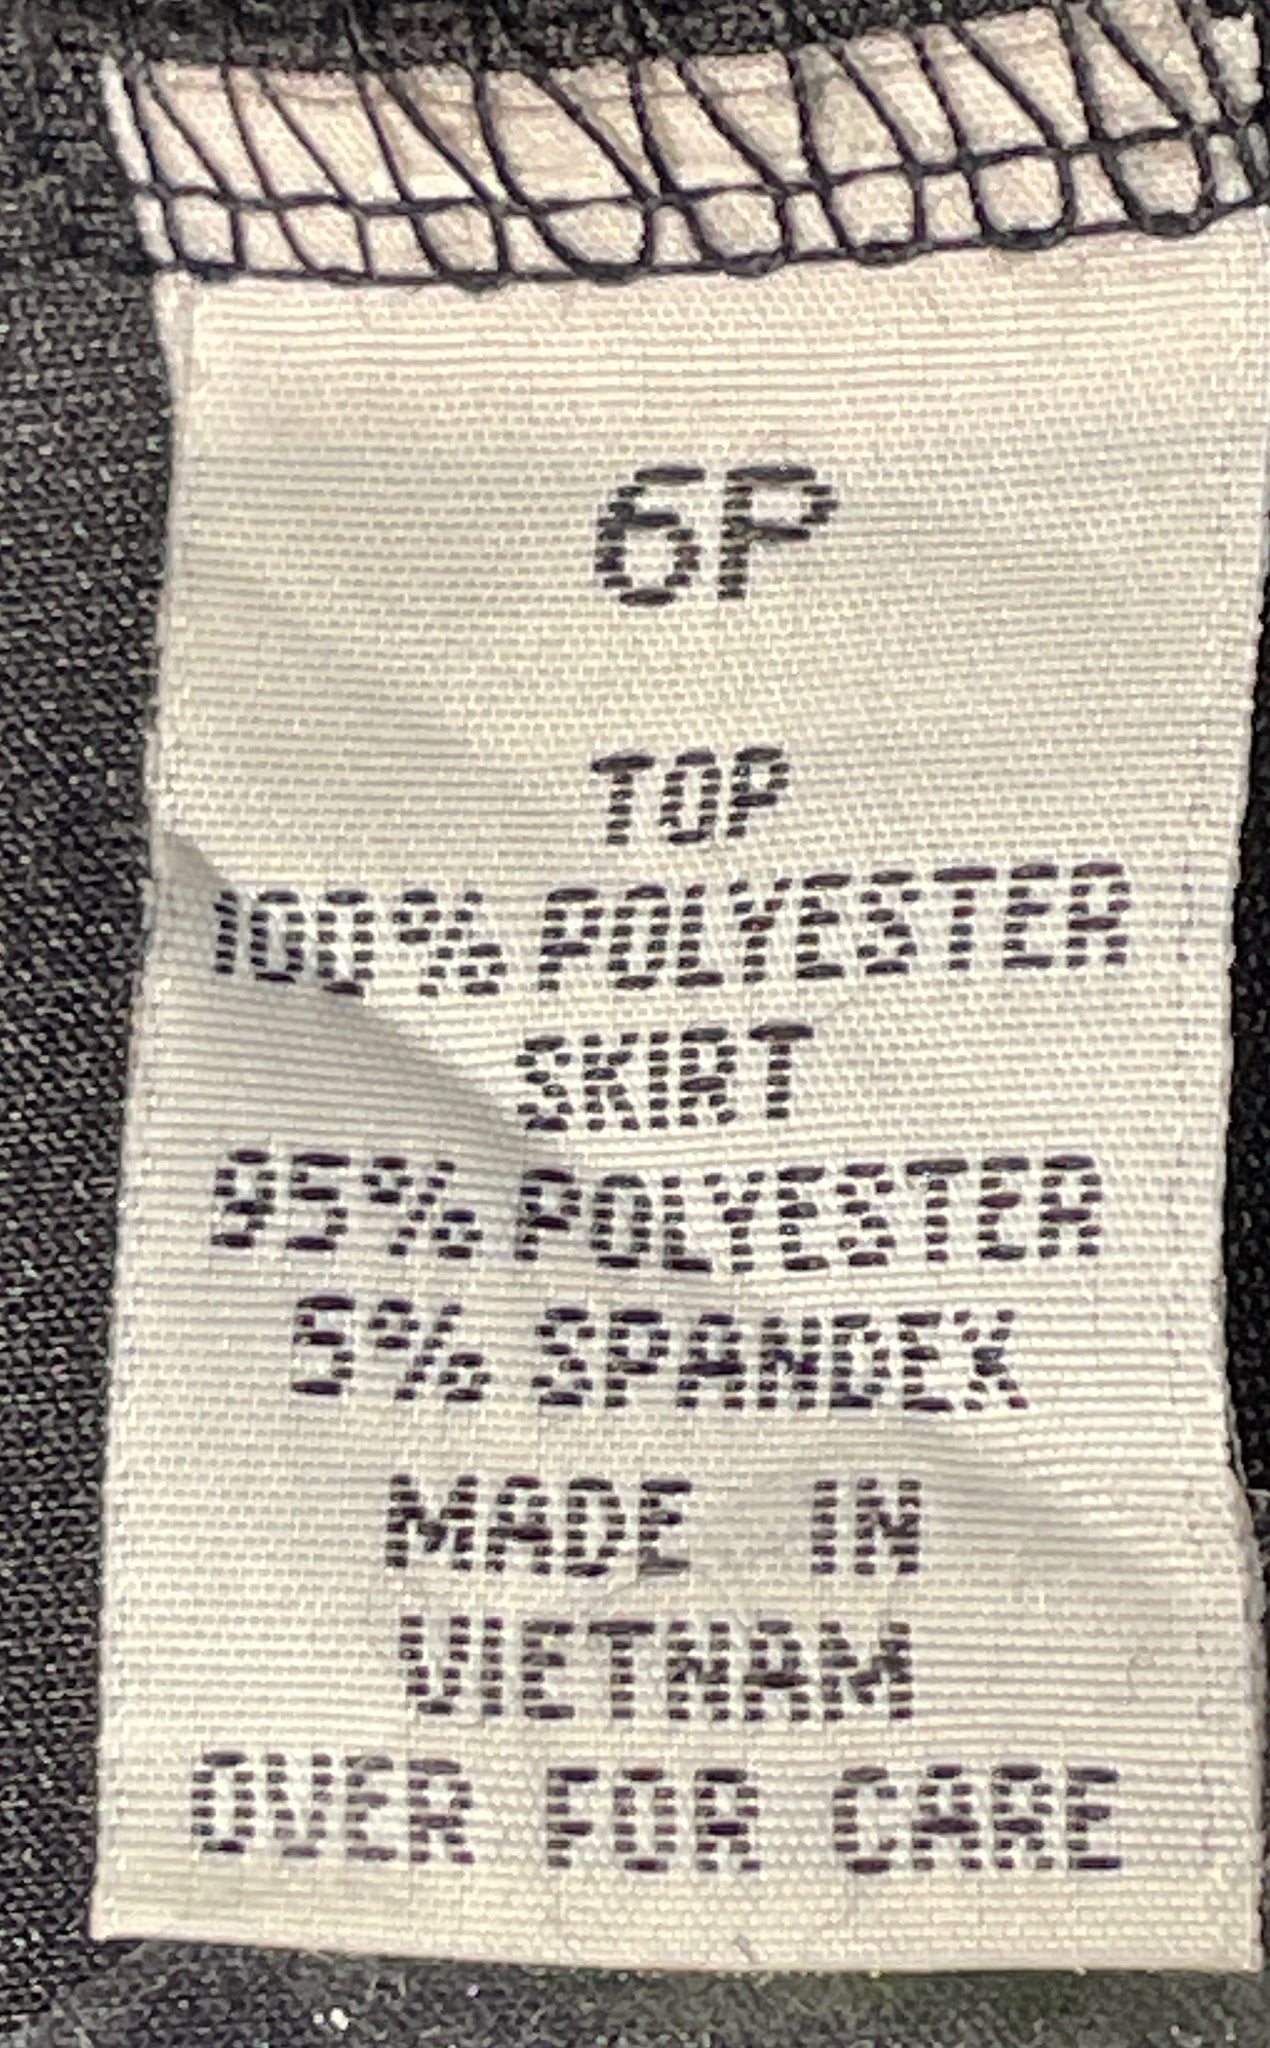 6P
TOP
100% POLYESTER
SKIRT
95% POLYESTER
5% SPANDEX
MADE IN
VIETNAM
OVER FOR CARE